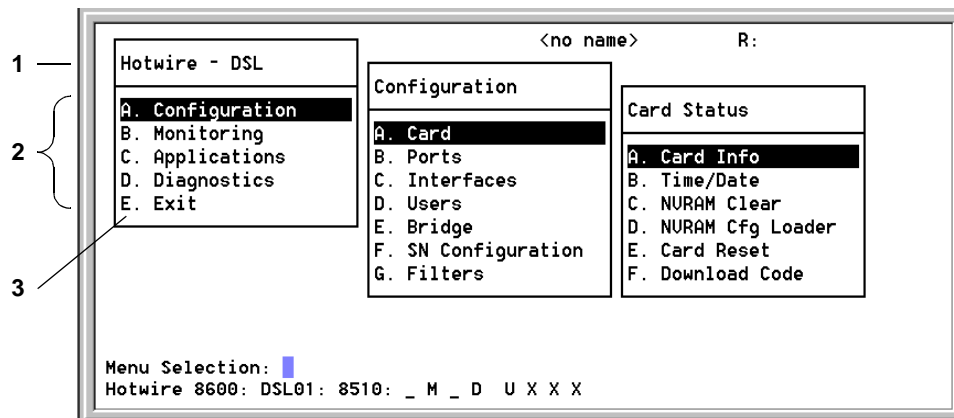 <no name> R:
1
Hotwire - DSL
2
A. Configuration
B. Monitoring
C. Applications
D. Diagnostics
E. Exit
3
Configuration
A. Card
B. Ports
C. Interfaces
D. Users
E. Bridge
F. SN Configuration
G. Filters
Card Status
A. Card Info
B. Time/Date
C. NVRAM Clear
D. NVRAM Cfg Loader
E. Card Reset
F. Download Code
Menu Selection:
Hotwire 8600: DSL01: 8510: _ M _ D U X X X